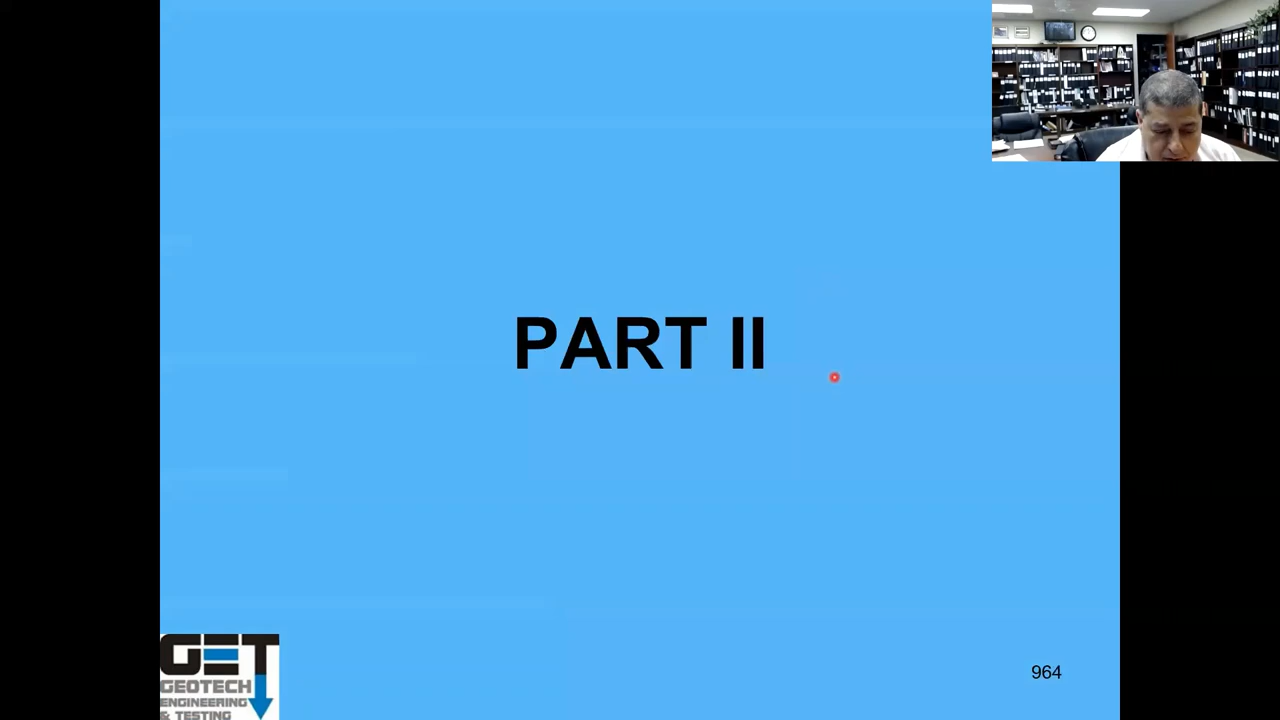 PART II
GET
GEOTECH
ENGINEERING
& TESTING
964